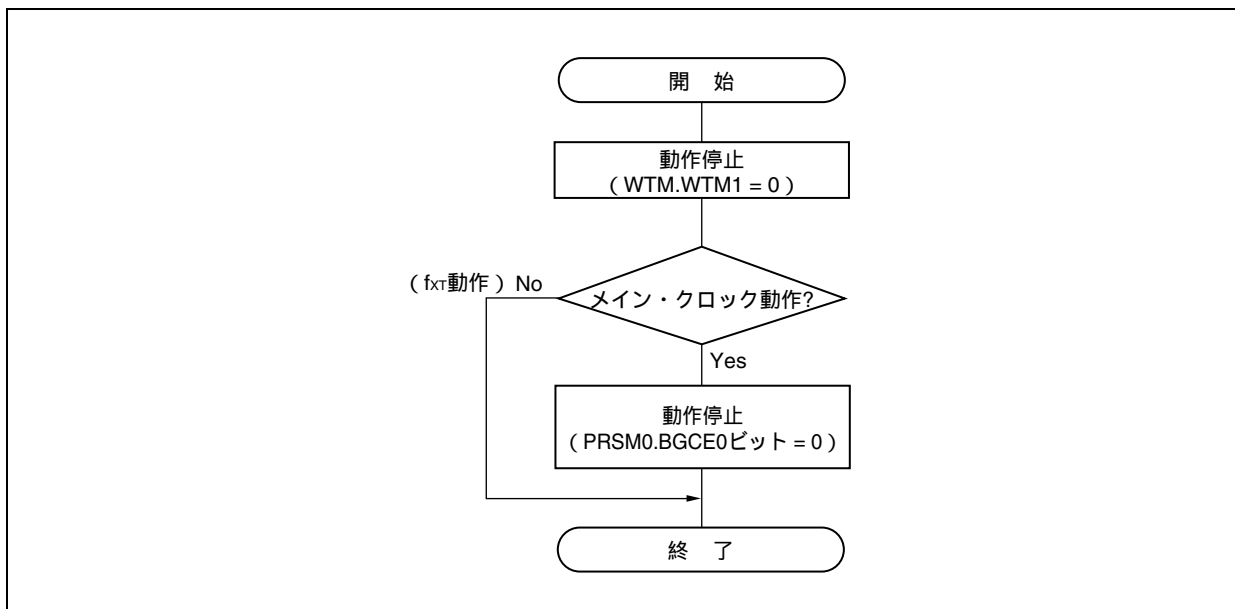 開 始
動作停止
（WTM.WTM1 = 0）
（fXT動作）No
メイン・クロック動作?
Yes
動作停止
（PRSM0.BGCE0ビット = 0）
終 了